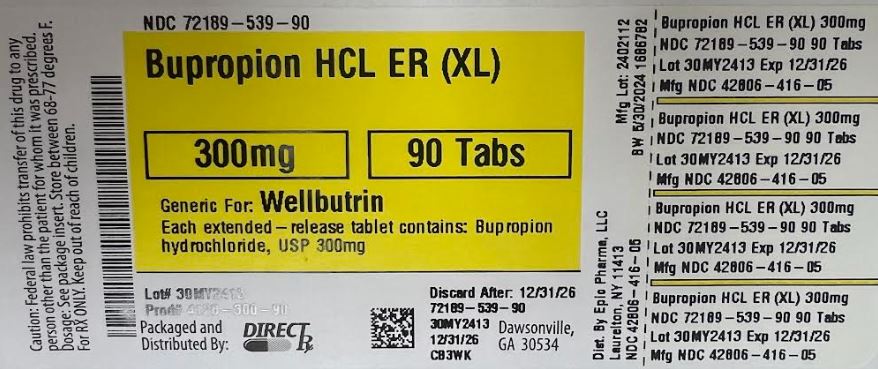 Caution: Federal law prohibits transfer of this drug to any
person other than the patient for whom it was prescribed.
Dosage: See package insert. Store between 68-77 degrees F.
For RX ONLY. Keep out of reach of children.
NDC 72189-539-90
Bupropion HCL ER (XL)
300mg
90 Tabs
Generic For: Wellbutrin
Each extended-release tablet contains: Bupropion
hydrochloride, USP 300mg
Lot# 30MY2413
Prod#
Packaged and
Distributed By:
DIRECT Rx
Discard After: 12/31/26
72189-539-90
30MY2413
12/31/26
CB3WK
Dawsonville,
GA 30534
Mfg Lot: 2402112
BW 5/30/2024 1686782
Dist. By Epic Pharma, LLC
Laurelton, NY 11413
NDC 42806-416-05
Bupropion HCL ER (XL) 300mg
NDC 72189-539-90 90 Tabs
Lot 30MY2413 Exp 12/31/26
Mfg NDC 42806-416-05
Bupropion HCL ER (XL) 300mg
NDC 72189-539-90 90 Tabs
Lot 30MY2413 Exp 12/31/26
Mfg NDC 42806-416-05
Bupropion HCL ER (XL) 300mg
NDC 72189-539-90 90 Tabs
Lot 30MY2413 Exp 12/31/26
Mfg NDC 42806-416-05
Bupropion HCL ER (XL) 300mg
NDC 72189-539-90 90 Tabs
Lot 30MY2413 Exp 12/31/26
Mfg NDC 42806-416-05